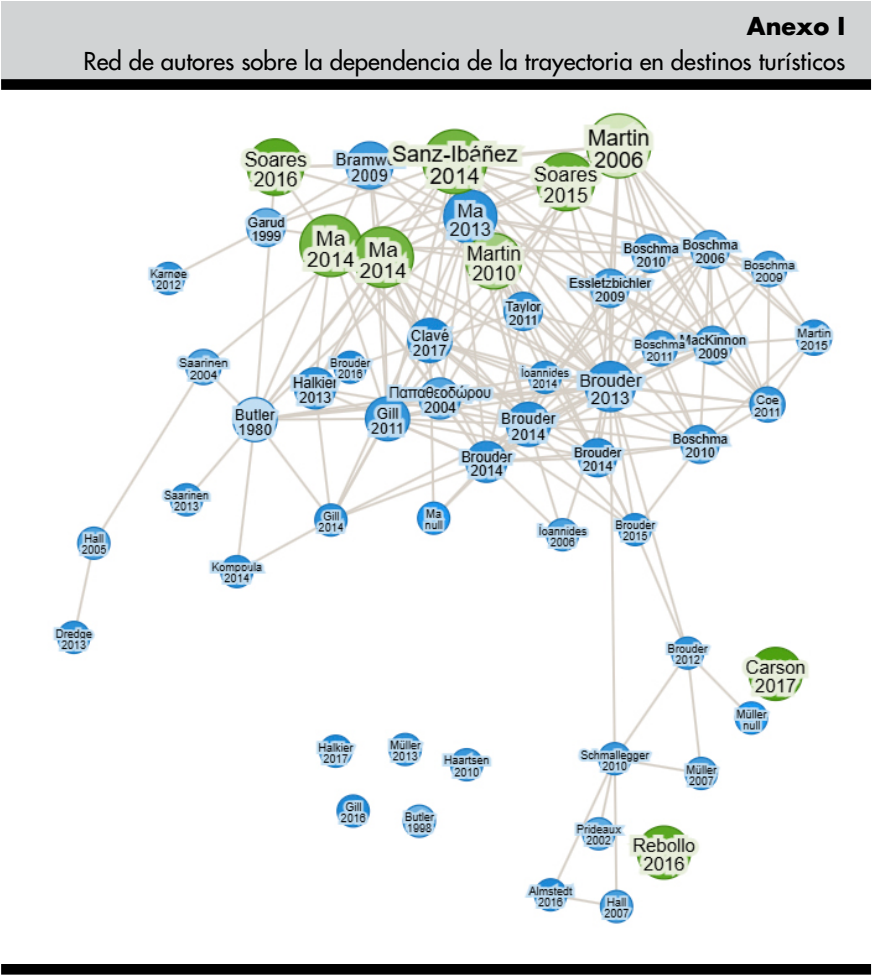 Anexo I
Red de autores sobre la dependencia de la trayectoria en destinos turísticos
Martin
2006
Soares
2016
Bramwe
2009
Sanz-Ibáñez
2014
Soares
2015
Garud
1999
Ma
2013
Ma
2014
Ma
2014
Martin
2010
Boschma
2010
Boschma
2006
Boschma
2009
Karnøe
2012
Essletzbichler
2009
Taylor
2011
Clavé
2017
Boschma
2011
MacKinnon
2009
Martin
2015
Saarinen
2004
Brouder
2016
Halkier
2013
Παπαθεοδώρου
2004
Ioannides
2014
Brouder
2013
Coe
2011
Butler
1980
Gill
2011
Brouder
2014
Boschma
2010
Brouder
2014
Brouder
2014
Saarinen
2013
Gill
2014
Ma
null
Ioannides
2006
Brouder
2015
Hall
2005
Komppula
2014
Dredge
2013
Brouder
2012
Carson
2017
Müller
null
Halkier
2017
Müller
2013
Haartsen
2010
Schmallegger
2010
Müller
2007
Gill
2016
Butler
1998
Prideaux
2002
Rebollo
2016
Almstedt
2016
Hall
2007